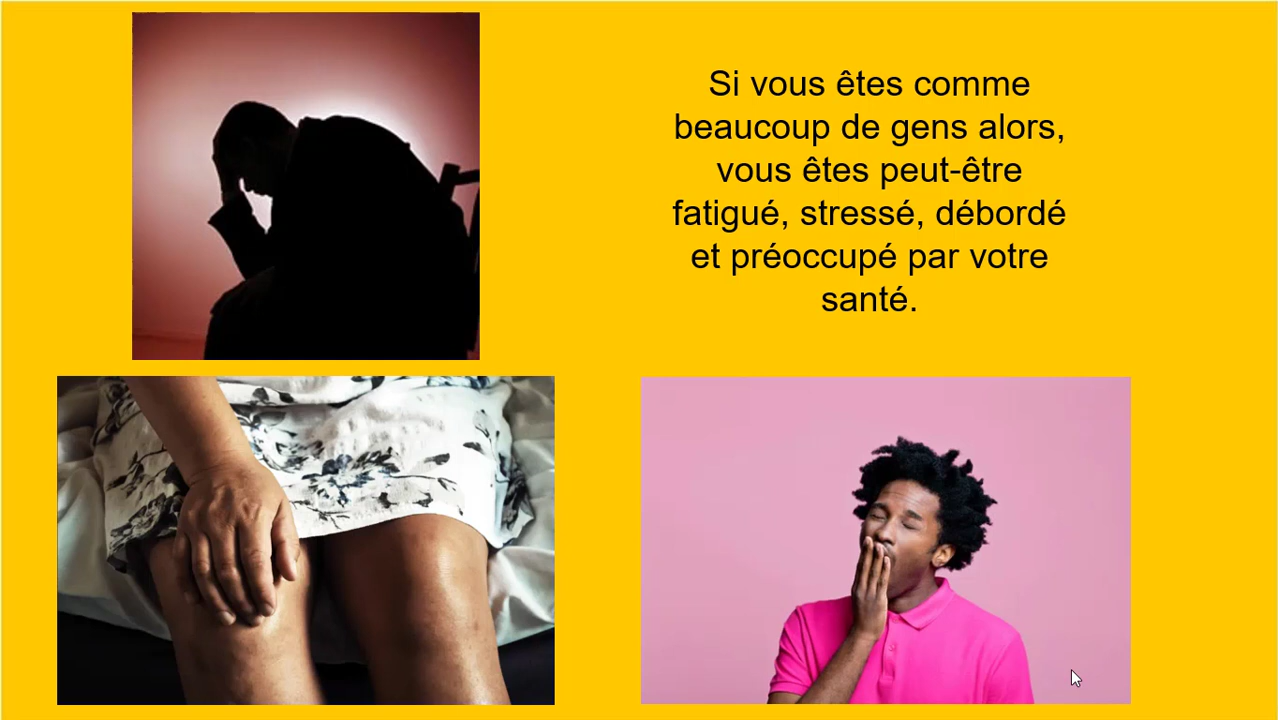 Si vous êtes comme
beaucoup de gens alors,
vous êtes peut-être
fatigué, stressé, débordé
et préoccupé par votre
santé.